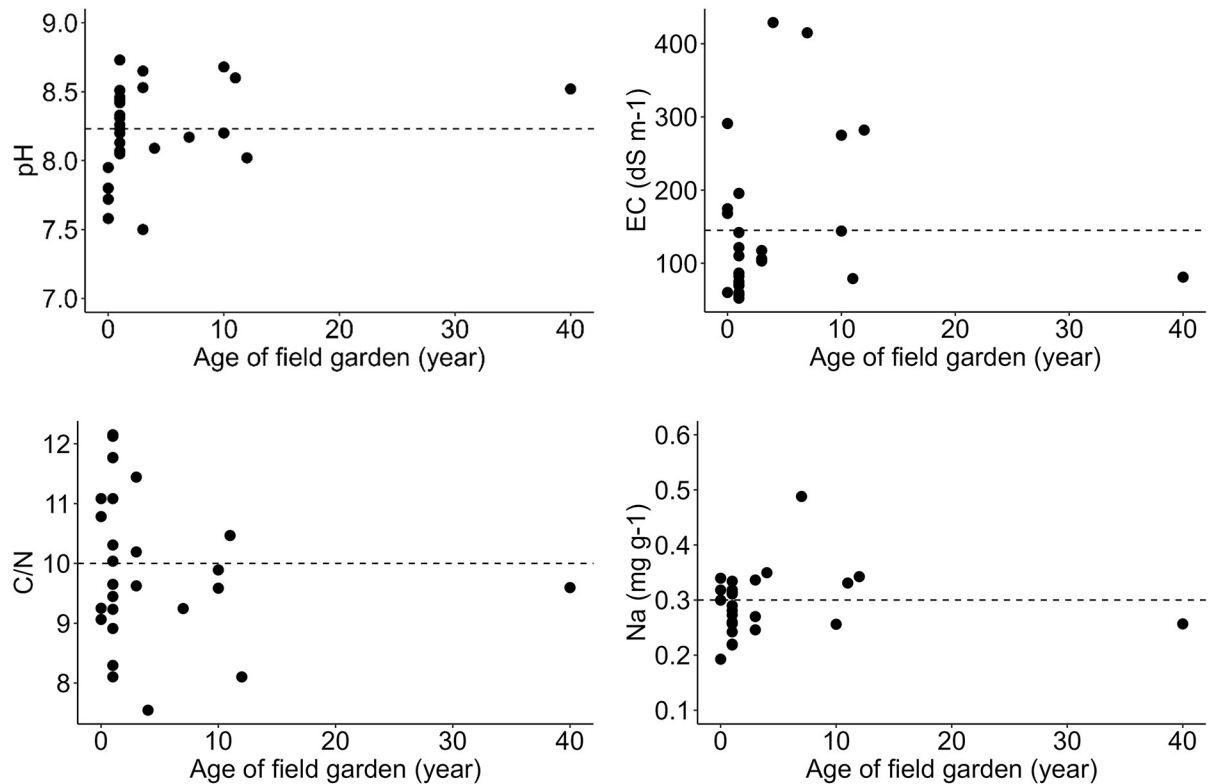 9.0
8.5
8.0
7.5
7.0
pH
0 10 20 30 40
Age of field garden (year)
400
300
200
100
EC (dS m-1)
0 10 20 30 40
Age of field garden (year)
12
11
10
9
8
C/N
0 10 20 30 40
Age of field garden (year)
0.6
0.5
0.4
0.3
0.2
0.1
Na (mg g-1)
0 10 20 30 40
Age of field garden (year)